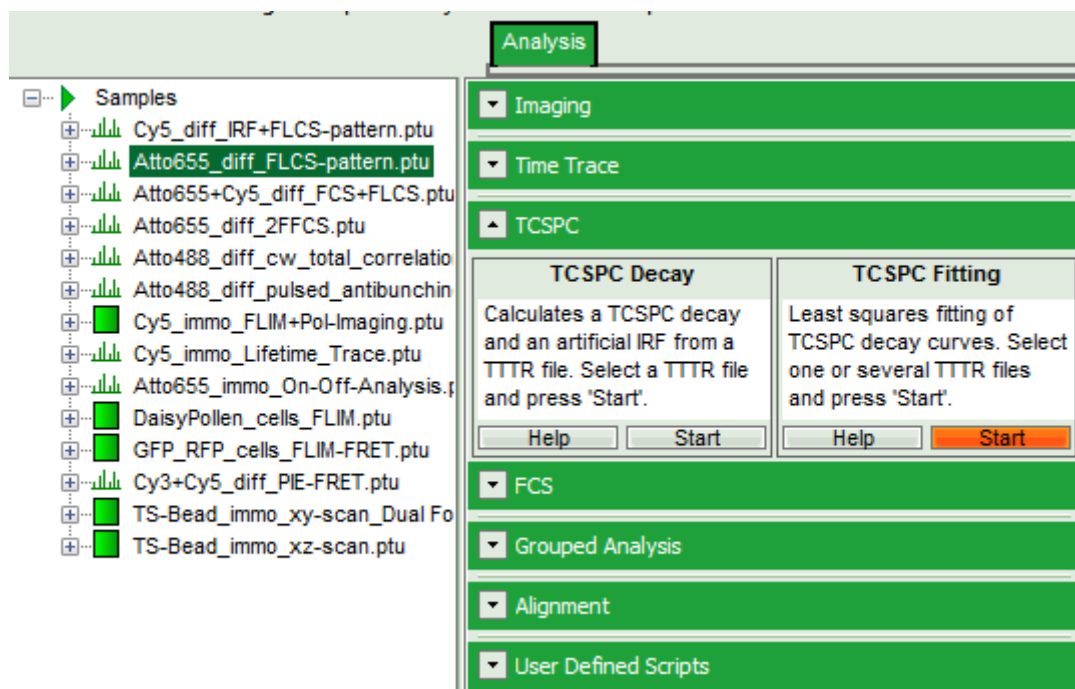 Analysis
Samples
Cy5_diff_IRF+FLCS-pattern.ptu
Atto655_diff_FLCS-pattern.ptu
Atto655+Cy5_diff_FCS+FLCS.ptu
Atto655_diff_2FFCS.ptu
Atto488_diff_cw_total_correlatio
Atto488_diff_pulsed_antibunchin
Cy5_immo_FLIM+Pol-Imaging.ptu
Cy5_immo_Lifetime_Trace.ptu
Atto655_immo_On-Off-Analysis.p
DaisyPollen_cells_FLIM.ptu
GFP_RFP_cells_FLIM-FRET.ptu
Cy3+Cy5_diff_PIE-FRET.ptu
TS-Bead_immo_xy-scan_Dual Fo
TS-Bead_immo_xz-scan.ptu
Imaging
Time Trace
TCSPC
TCSPC Decay
Calculates a TCSPC decay
and an artificial IRF from a
TTTR file. Select a TTTR file
and press 'Start'.
Help Start
TCSPC Fitting
Least squares fitting of
TCSPC decay curves. Select
one or several TTTR files
and press 'Start'.
Help Start
FCS
Grouped Analysis
Alignment
User Defined Scripts